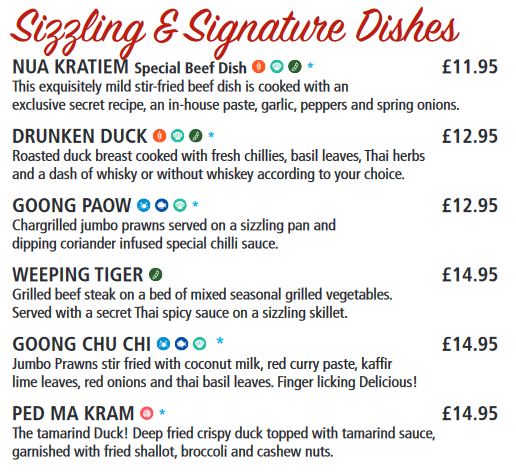 Sizzling & Signature Dishes
NUA KRATIEM Special Beef Dish * £11.95
This exquisitely mild stir-fried beef dish is cooked with an
exclusive secret recipe, an in-house paste, garlic, peppers and spring onions.
DRUNKEN DUCK * £12.95
Roasted duck breast cooked with fresh chillies, basil leaves, Thai herbs
and a dash of whisky or without whiskey according to your choice.
GOONG PAOW * £12.95
Chargrilled jumbo prawns served on a sizzling pan and
dipping coriander infused special chilli sauce.
WEEPING TIGER £14.95
Grilled beef steak on a bed of mixed seasonal grilled vegetables.
Served with a secret Thai spicy sauce on a sizzling skillet.
GOONG CHU CHI * £14.95
Jumbo Prawns stir fried with coconut milk, red curry paste, kaffir
lime leaves, red onions and thai basil leaves. Finger licking Delicious!
PED MA KRAM * £14.95
The tamarind Duck! Deep fried crispy duck topped with tamarind sauce,
garnished with fried shallot, broccoli and cashew nuts.